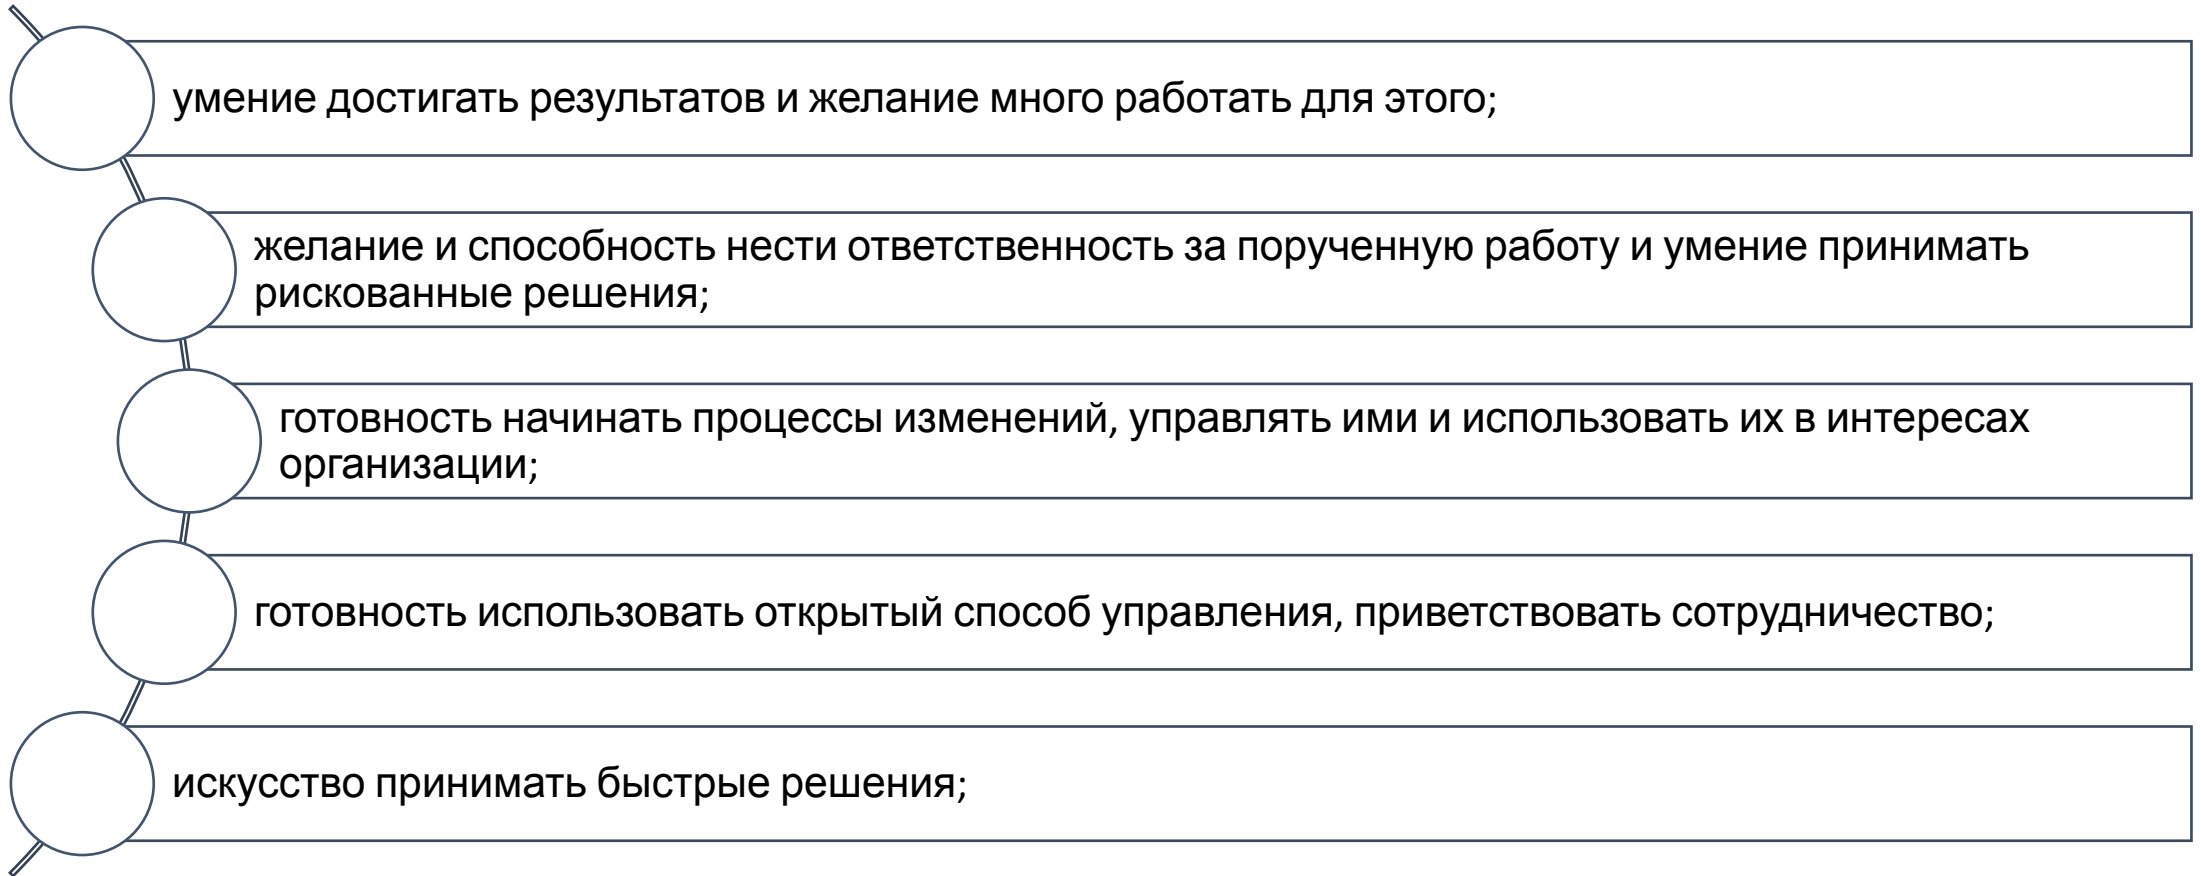 умение достигать результатов и желание много работать для этого;
желание и способность нести ответственность за порученную работу и умение принимать
рискованные решения;
готовность начинать процессы изменений, управлять ими и использовать их в интересах
организации;
готовность использовать открытый способ управления, приветствовать сотрудничество;
искусство принимать быстрые решения;